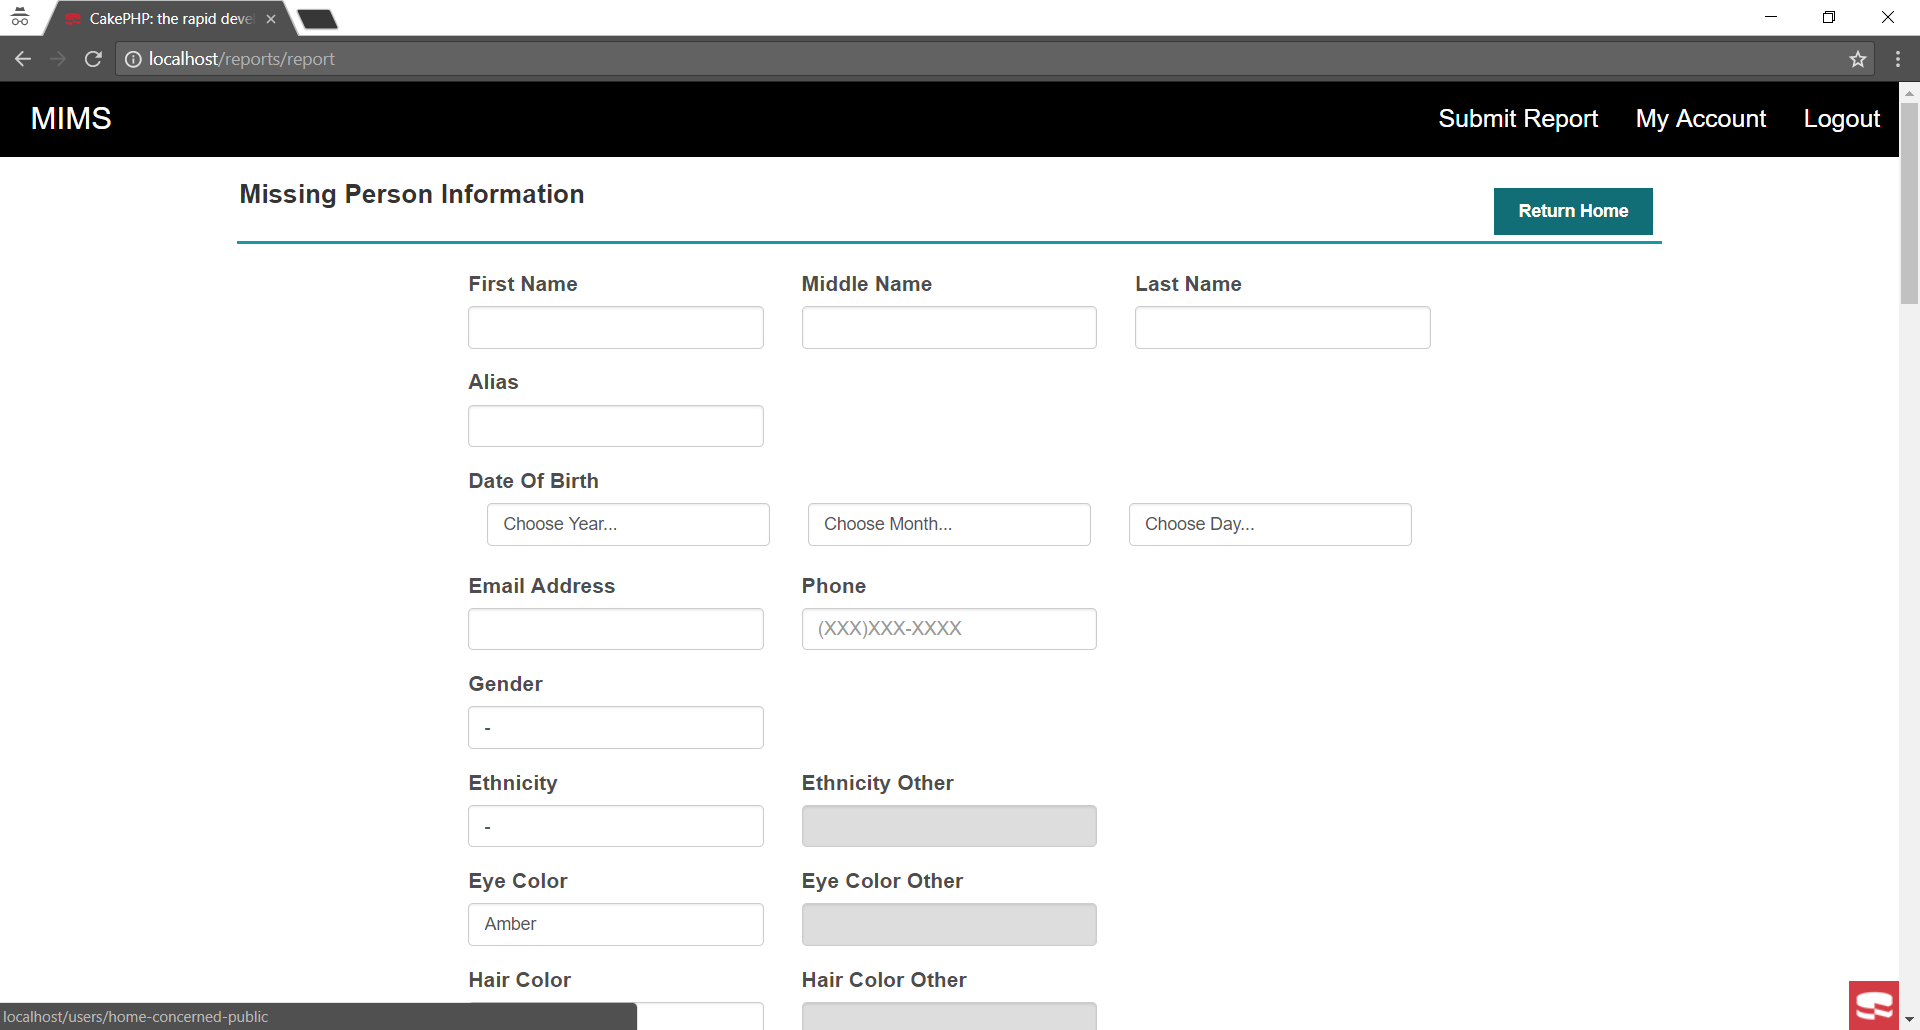 CakePHP: the rapid deve
localhost/reports/report
MIMS
Submit Report My Account Logout
Missing Person Information
Return Home
First Name Middle Name Last Name
Alias
Date Of Birth
Choose Year... Choose Month... Choose Day...
Email Address Phone
(XXX)XXX-XXXX
Gender
-
Ethnicity Ethnicity Other
-
Eye Color Eye Color Other
Amber
Hair Color Hair Color Other
localhost/users/home-concerned-public